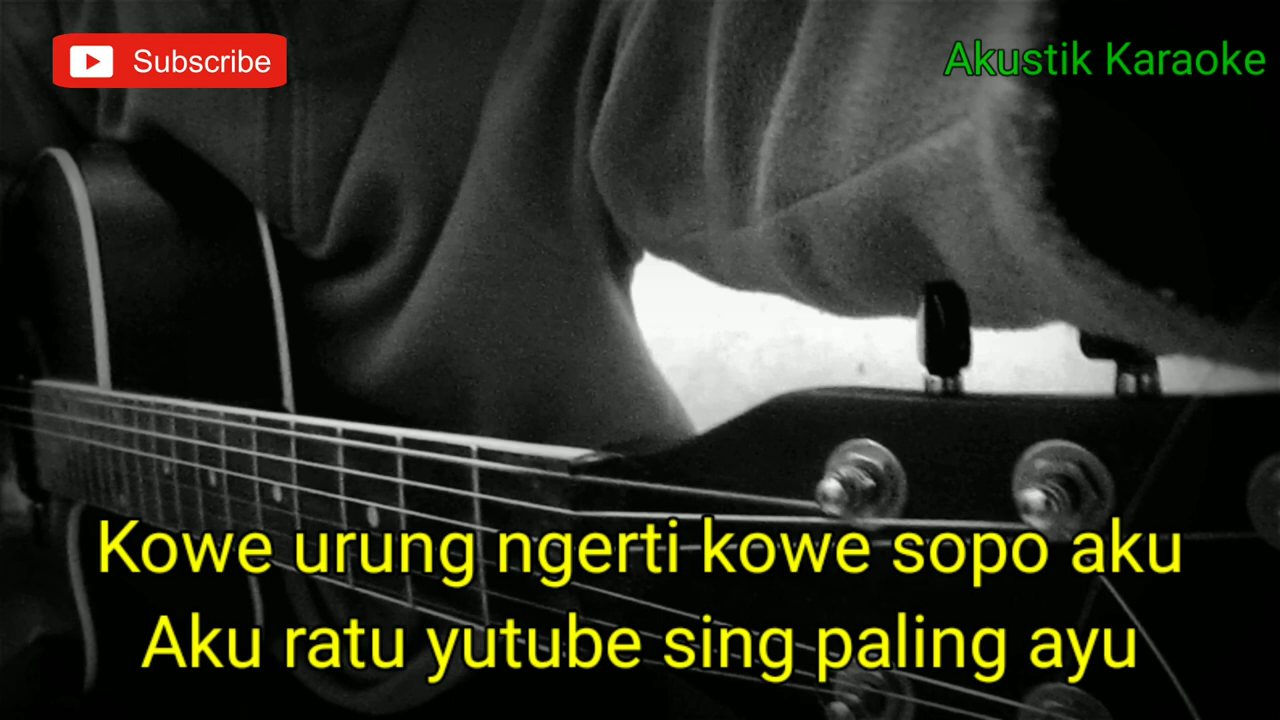 Subscribe
Akustik Karaoke
Kowe urung ngerti kowe sopo aku
Aku ratu yutube sing paling ayu